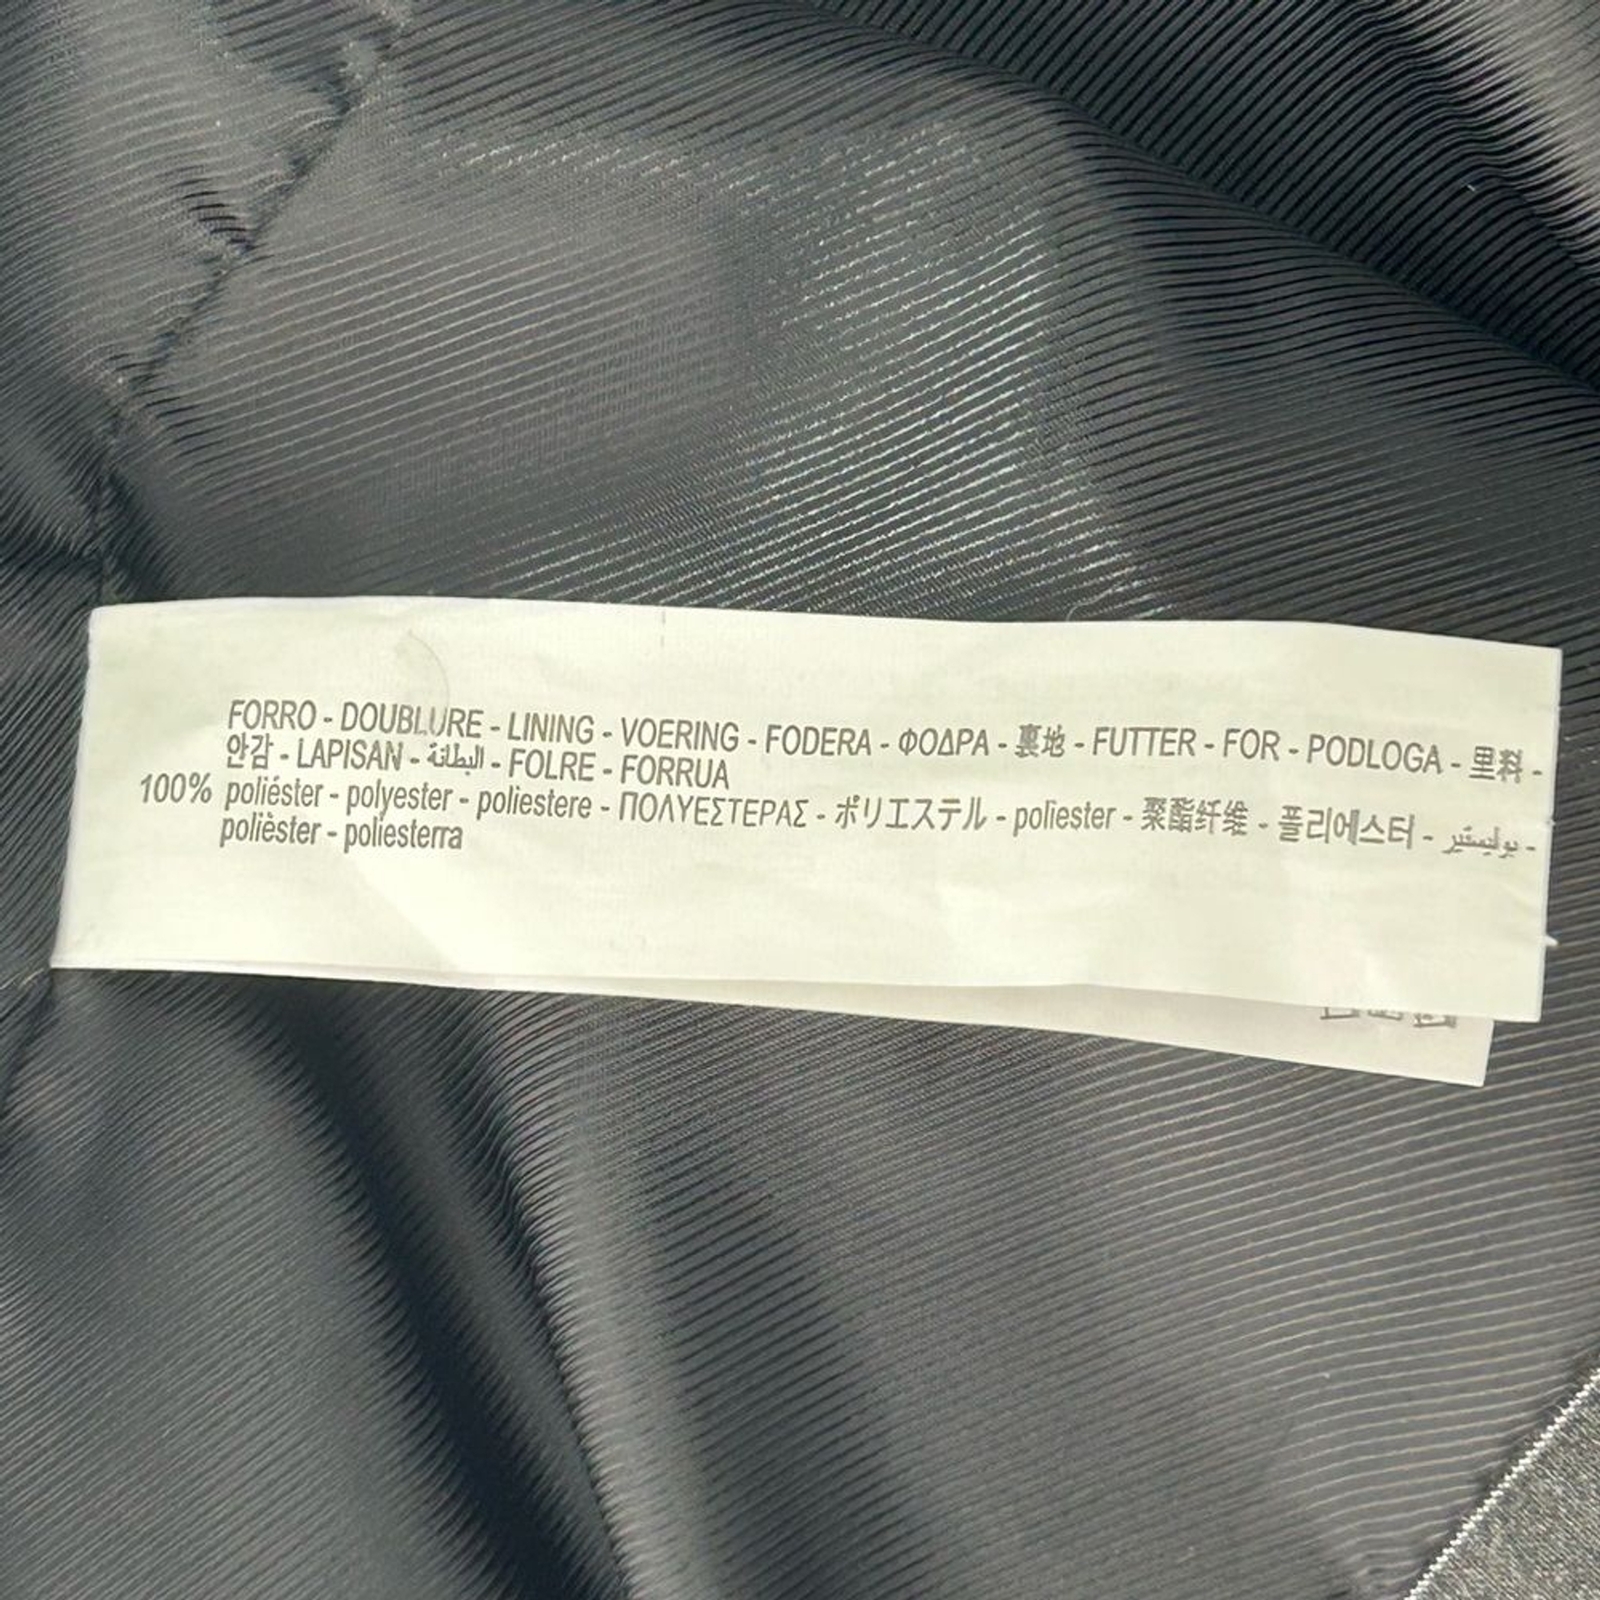 FORRO - DOUBLURE - LINING - VOERING - FODERA - ΦΟΔΡΑ - 裏地 - FUTTER - FOR - PODLOGA - 里料 -
안감 - LAPISAN - البطانة - FOLRE - FORRUA
100% poliéster - polyester - poliestere - ΠΟΛΥΕΣΤΕΡΑΣ - ポリエステル - poliester - 聚酯纤维 - 폴리에스터 - بوليستير -
polièster - poliesterra